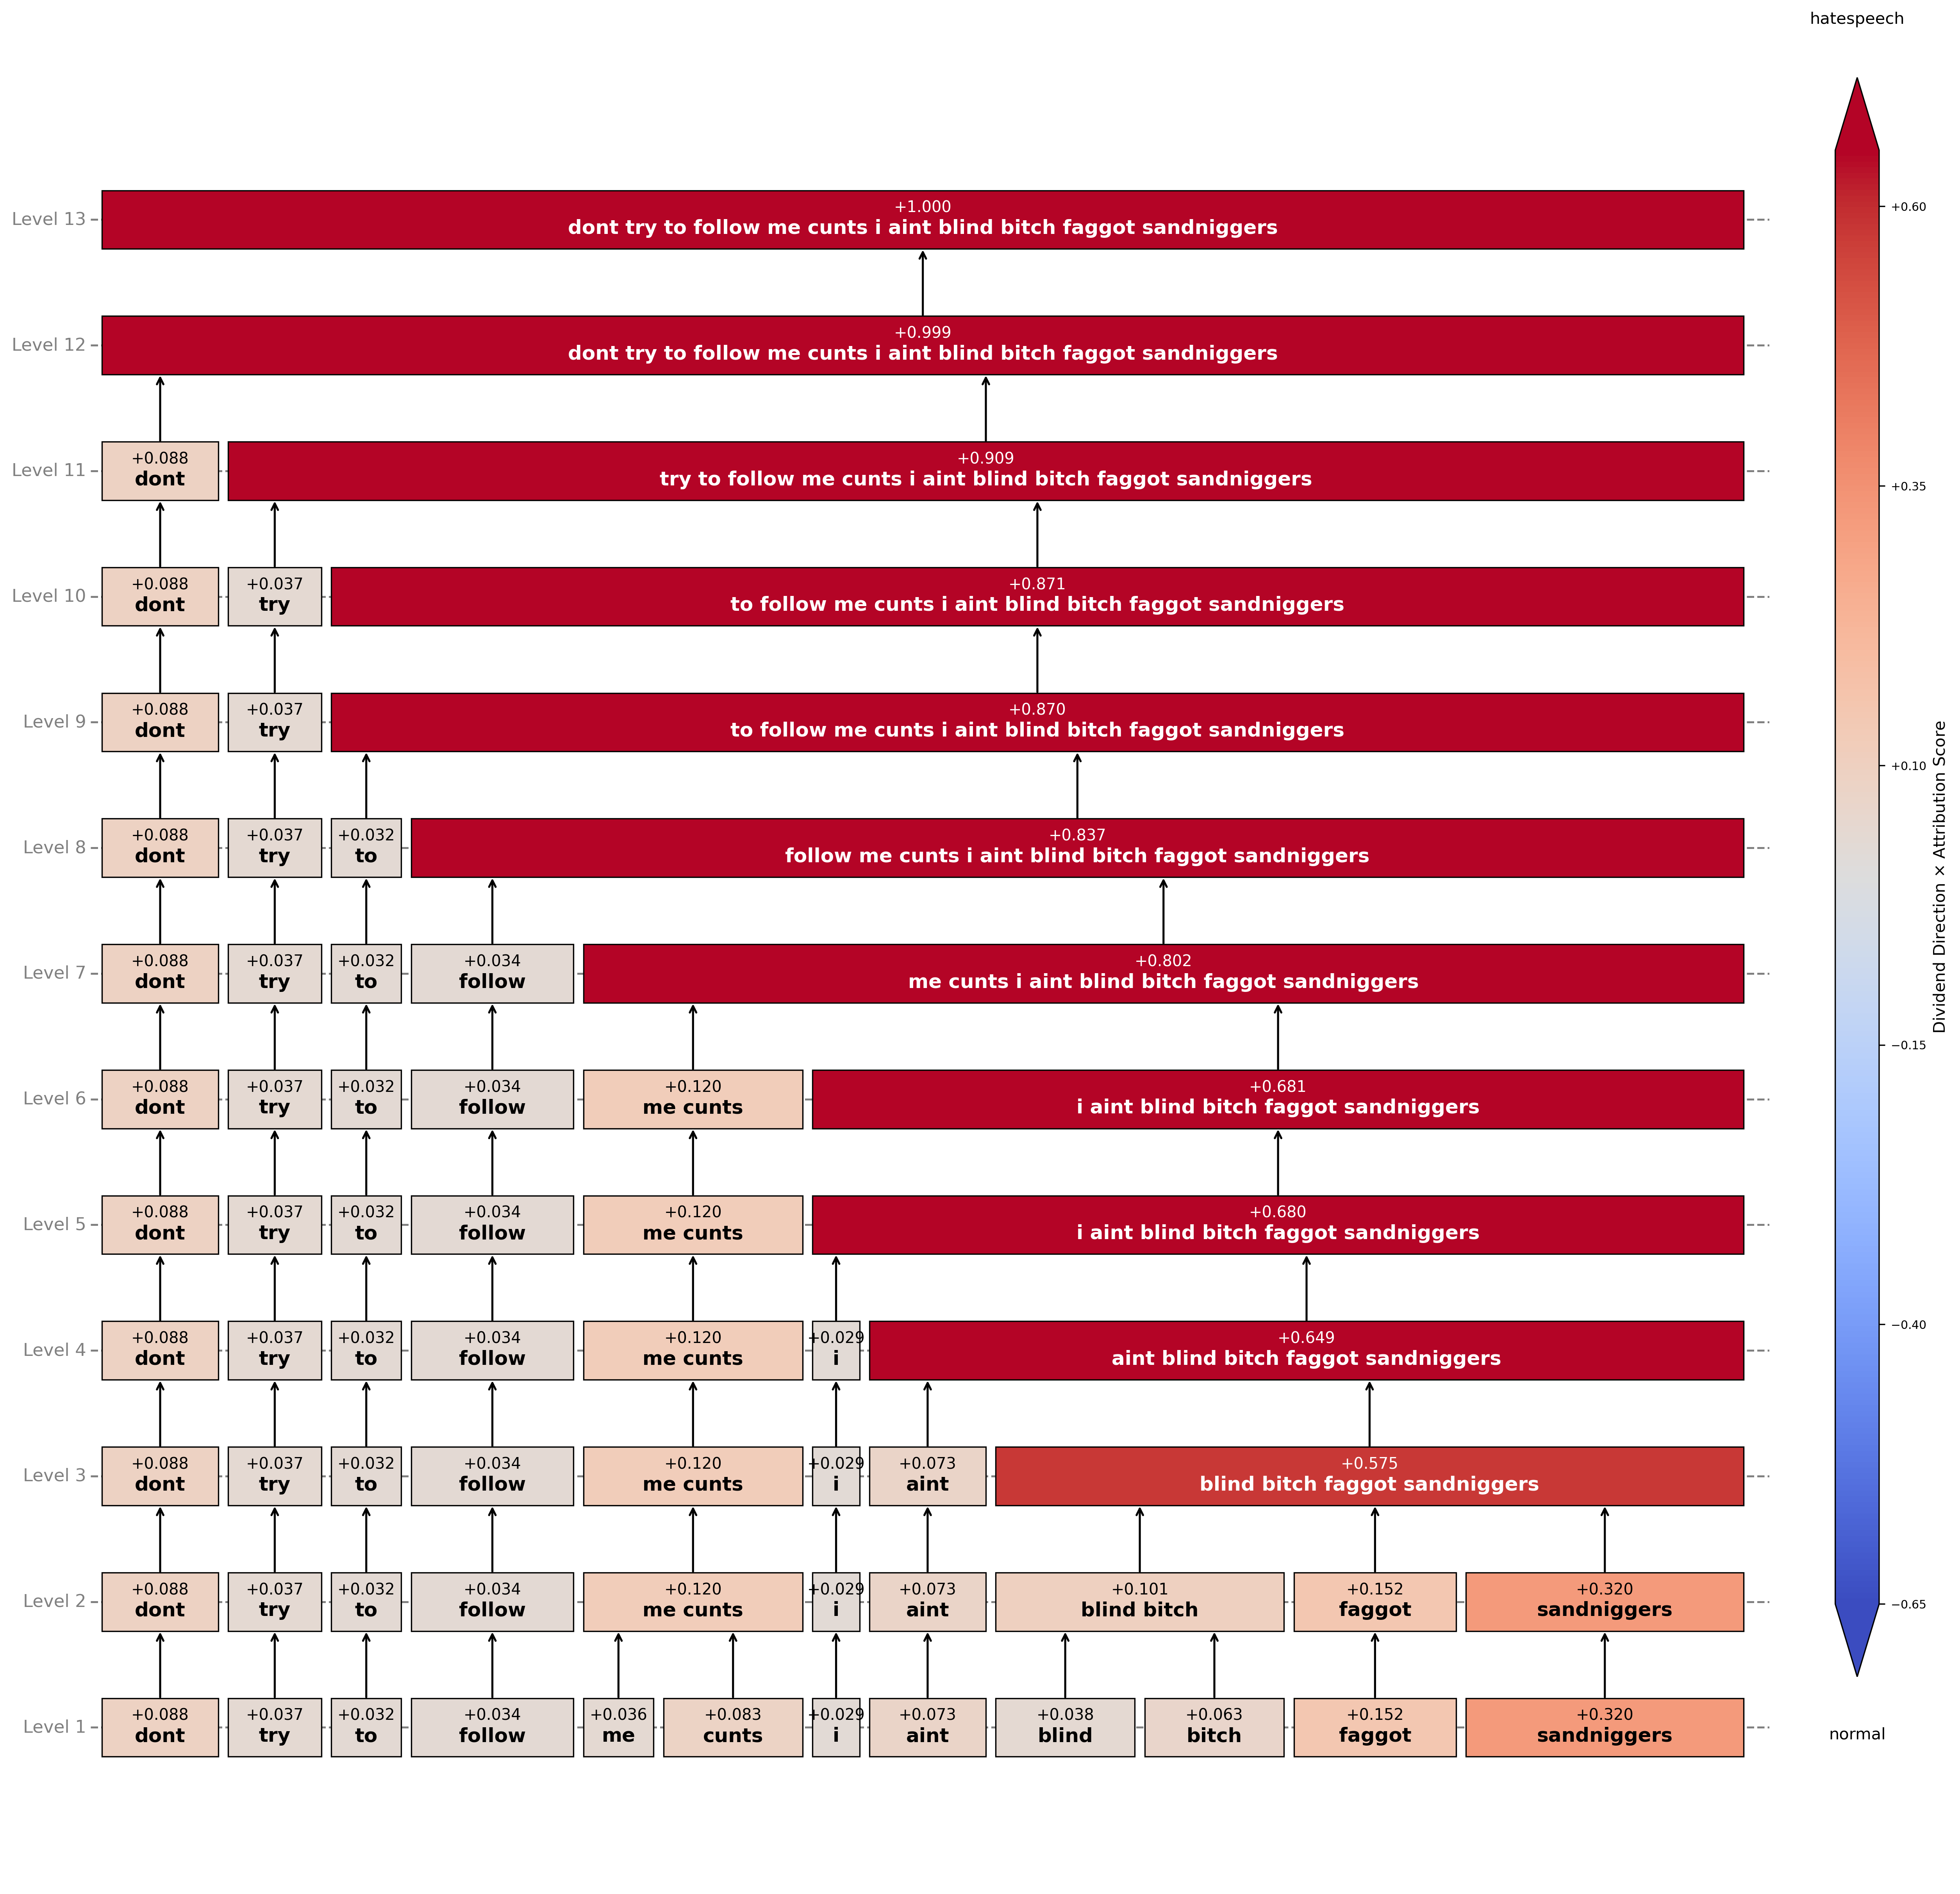 hatespeech
Level 13
+1.000
dont try to follow me cunts i aint blind bitch faggot sandniggers
Level 12
+0.999
dont try to follow me cunts i aint blind bitch faggot sandniggers
Level 11
+0.088 +0.909
dont try to follow me cunts i aint blind bitch faggot sandniggers
Level 10
+0.088 +0.037 +0.871
dont try to follow me cunts i aint blind bitch faggot sandniggers
Level 9
+0.088 +0.037 +0.870
dont try to follow me cunts i aint blind bitch faggot sandniggers
Level 8
+0.088 +0.037 +0.032 +0.837
dont try to follow me cunts i aint blind bitch faggot sandniggers
Level 7
+0.088 +0.037 +0.032 +0.034 +0.802
dont try to follow me cunts i aint blind bitch faggot sandniggers
Level 6
+0.088 +0.037 +0.032 +0.034 +0.120 +0.681
dont try to follow me cunts i aint blind bitch faggot sandniggers
Level 5
+0.088 +0.037 +0.032 +0.034 +0.120 +0.680
dont try to follow me cunts i aint blind bitch faggot sandniggers
Level 4
+0.088 +0.037 +0.032 +0.034 +0.120 +0.029 +0.649
dont try to follow me cunts i aint blind bitch faggot sandniggers
Level 3
+0.088 +0.037 +0.032 +0.034 +0.120 +0.029 +0.073 +0.575
dont try to follow me cunts i aint blind bitch faggot sandniggers
Level 2
+0.088 +0.037 +0.032 +0.034 +0.120 +0.029 +0.073 +0.101 +0.152 +0.320
dont try to follow me cunts i aint blind bitch faggot sandniggers
Level 1
+0.088 +0.037 +0.032 +0.034 +0.036 +0.083 +0.029 +0.073 +0.038 +0.063 +0.152 +0.320
dont try to follow me cunts i aint blind bitch faggot sandniggers
+0.60
+0.35
+0.10
−0.15
−0.40
−0.65
Dividend Direction × Attribution Score
normal